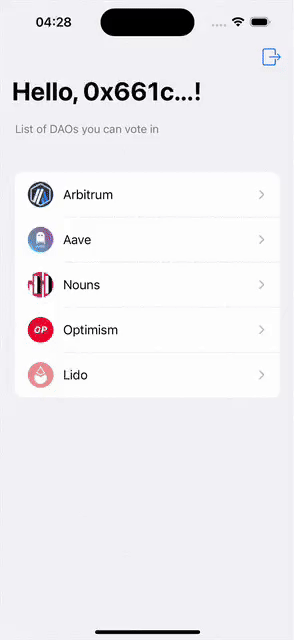 04:28
Hello, 0x661c...!
List of DAOs you can vote in
Arbitrum
Aave
Nouns
OP
Optimism
Lido